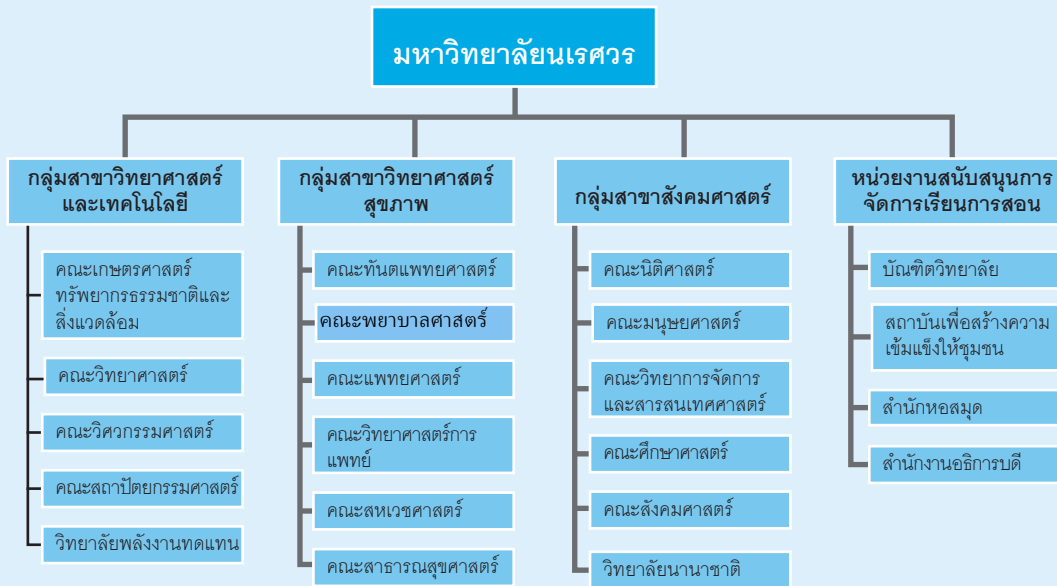 มหาวิทยาลัยนเรศวร
กลุ่มสาขาวิทยาศาสตร์
และเทคโนโลยี
คณะเกษตรศาสตร์
ทรัพยากรธรรมชาติและ
สิ่งแวดล้อม
คณะวิทยาศาสตร์
คณะวิศวกรรมศาสตร์
คณะสถาปัตยกรรมศาสตร์
วิทยาลัยพลังงานทดแทน
กลุ่มสาขาวิทยาศาสตร์
สุขภาพ
คณะทันตแพทยศาสตร์
คณะพยาบาลศาสตร์
คณะแพทยศาสตร์
คณะวิทยาศาสตร์การ
แพทย์
คณะสหเวชศาสตร์
คณะสาธารณสุขศาสตร์
กลุ่มสาขาสังคมศาสตร์
คณะนิติศาสตร์
คณะมนุษยศาสตร์
คณะวิทยาการจัดการ
และสารสนเทศศาสตร์
คณะศึกษาศาสตร์
คณะสังคมศาสตร์
วิทยาลัยนานาชาติ
หน่วยงานสนับสนุนการ
จัดการเรียนการสอน
บัณฑิตวิทยาลัย
สถาบันเพื่อสร้างความ
เข้มแข็งให้ชุมชน
สำนักหอสมุด
สำนักงานอธิการบดี